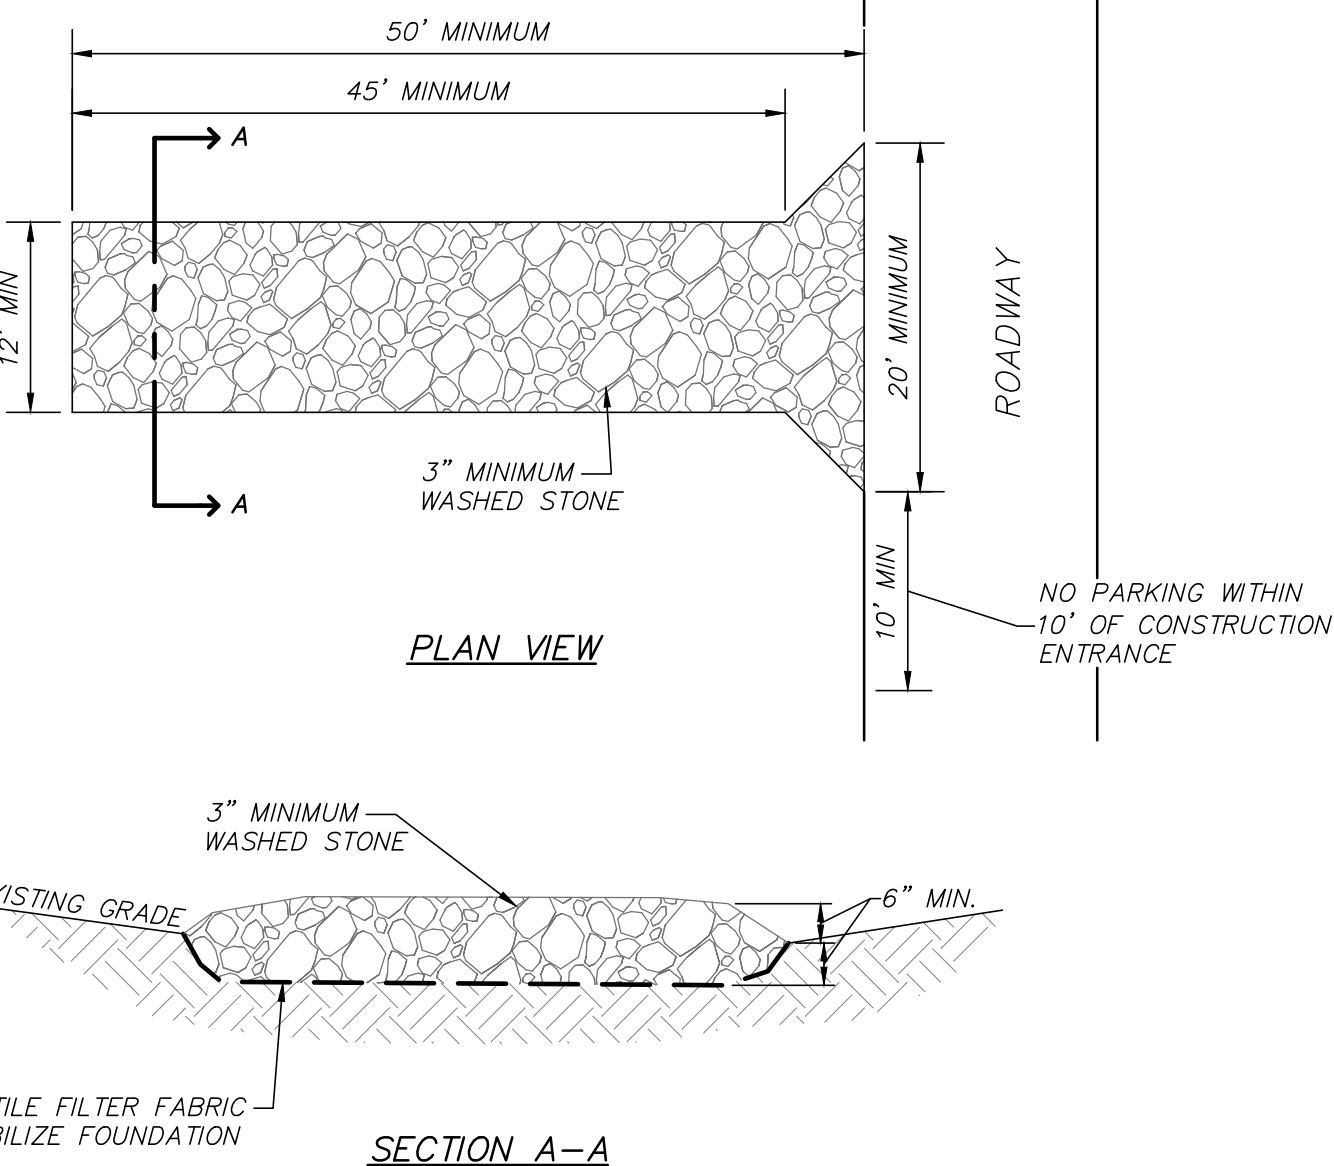 50' MINIMUM
45' MINIMUM
A
12' MIN
20' MINIMUM
ROADWAY
3" MINIMUM
WASHED STONE
A
10' MIN
NO PARKING WITHIN
10' OF CONSTRUCTION
ENTRANCE
PLAN VIEW
3" MINIMUM
WASHED STONE
GRADE
6" MIN.
FILTER FABRIC
FOUNDATION
SECTION A-A